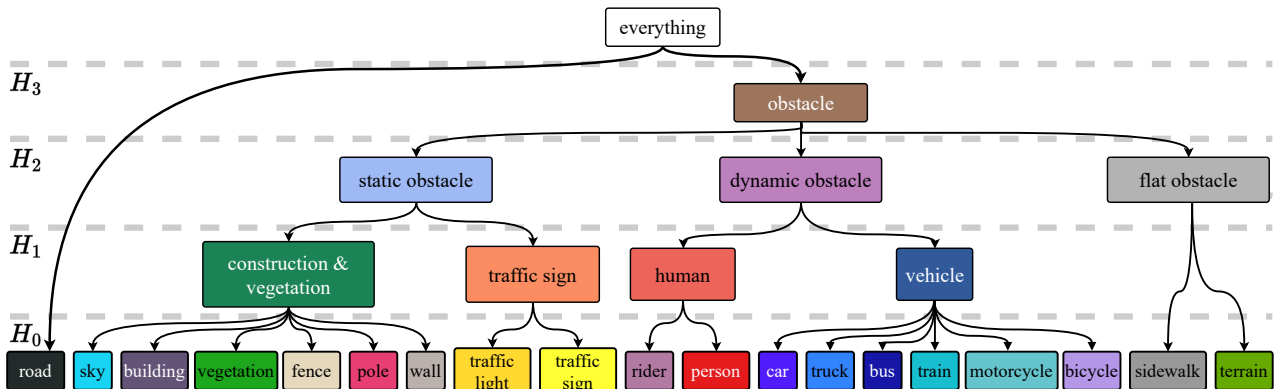 everything
H3
obstacle
H2
static obstacle
dynamic obstacle
flat obstacle
H1
construction &
vegetation
traffic sign
human
vehicle
H0
road
sky
building
vegetation
fence
pole
wall
traffic
light
traffic
sign
rider
person
car
truck
bus
train
motorcycle
bicycle
sidewalk
terrain